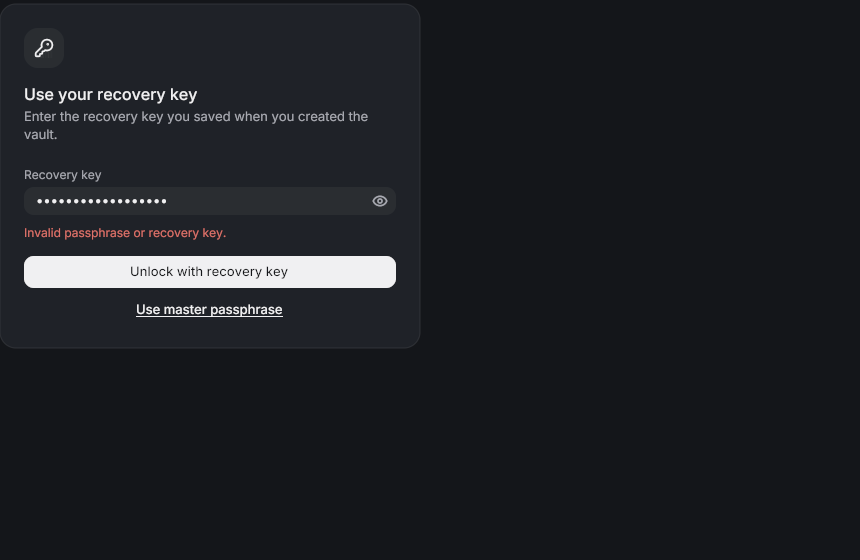 Use your recovery key
Enter the recovery key you saved when you created the
vault.
Recovery key
••••••••••••••••••
Invalid passphrase or recovery key.
Unlock with recovery key
Use master passphrase